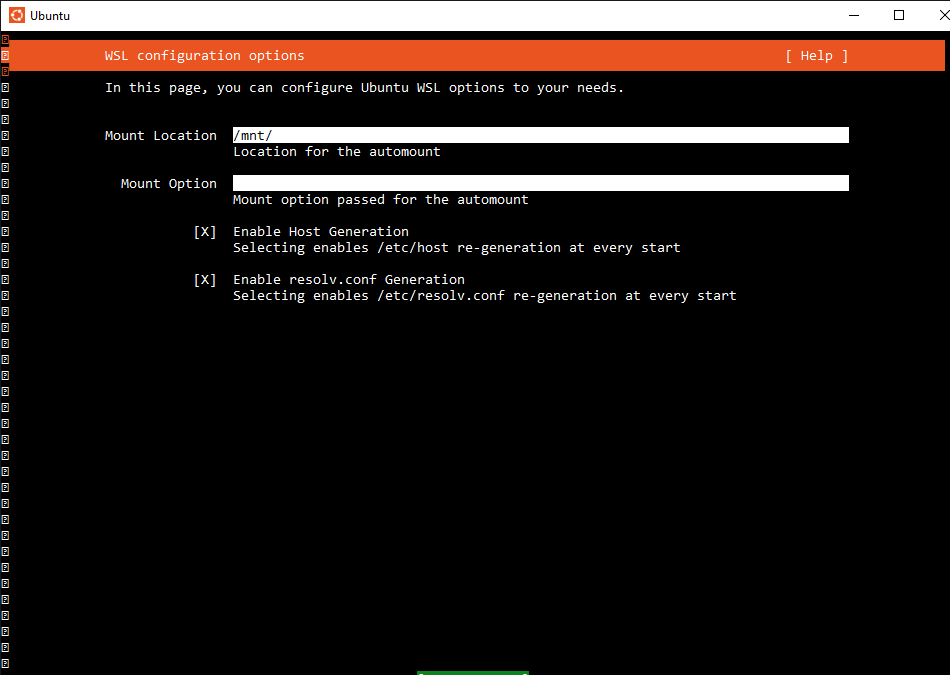 Ubuntu
WSL configuration options [ Help ]
In this page, you can configure Ubuntu WSL options to your needs.
Mount Location /mnt/
Location for the automount
Mount Option
Mount option passed for the automount
[X] Enable Host Generation
Selecting enables /etc/host re-generation at every start
[X] Enable resolv.conf Generation
Selecting enables /etc/resolv.conf re-generation at every start